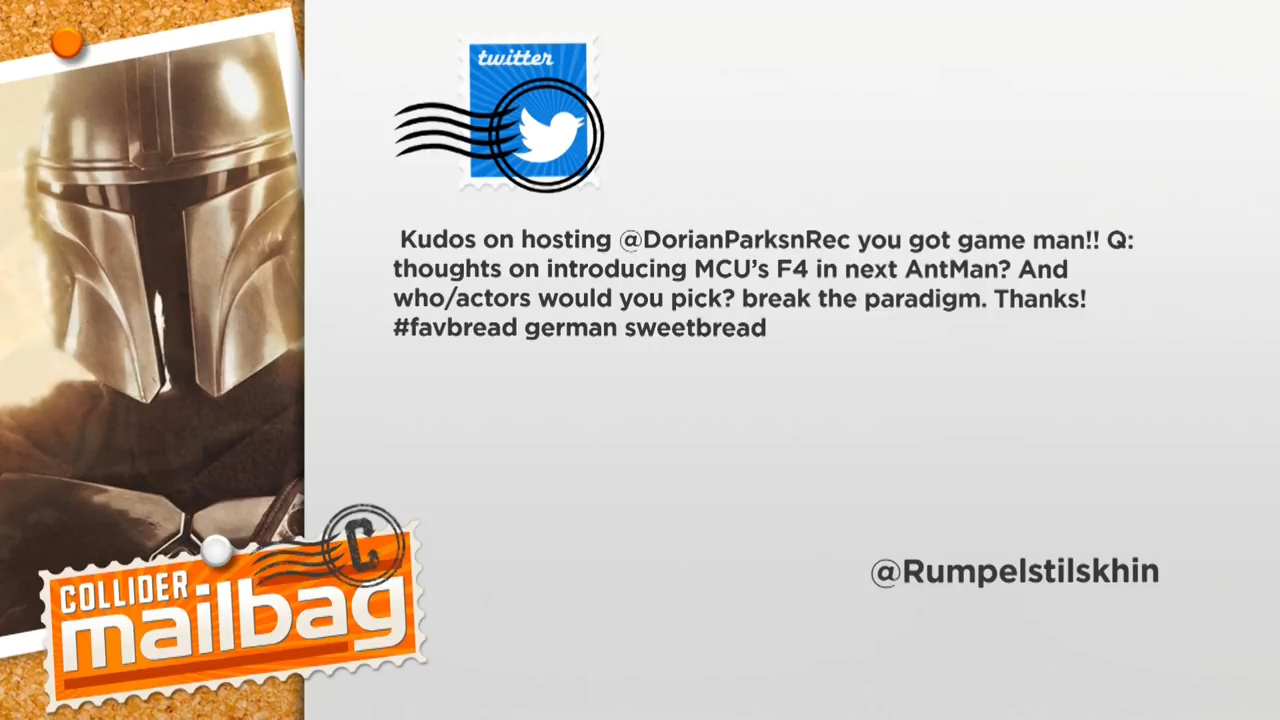 twitter
Kudos on hosting @DorianParksnRec you got game man!! Q:
thoughts on introducing MCU’s F4 in next AntMan? And
who/actors would you pick? break the paradigm. Thanks!
#favbread german sweetbread
@Rumpelstilskhin
C
COLLIDER
mailbag